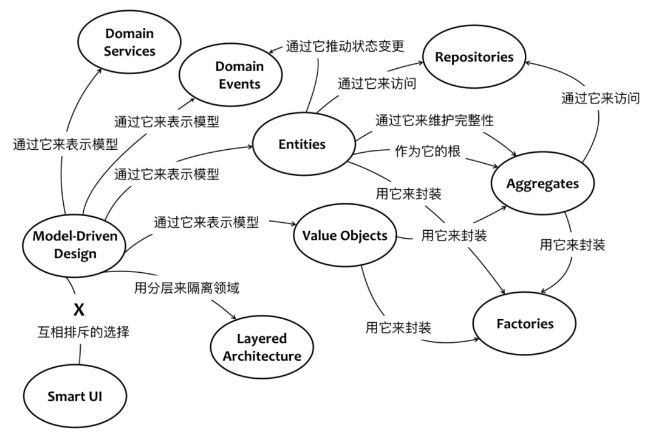 Domain
Services
Domain
Events
通过它推动状态变更
Repositories
通过它来访问
通过它来访问
通过它来表示模型
通过它来维护完整性
通过它来表示模型
Entities
作为它的根
通过它来表示模型
Aggregates
用它来封装
通过它来表示模型
Model-Driven
Design
Value Objects
用它来封装
用它来封装
用分层来隔离领域
X
互相排斥的选择
用它来封装
Factories
Layered
Architecture
Smart UI